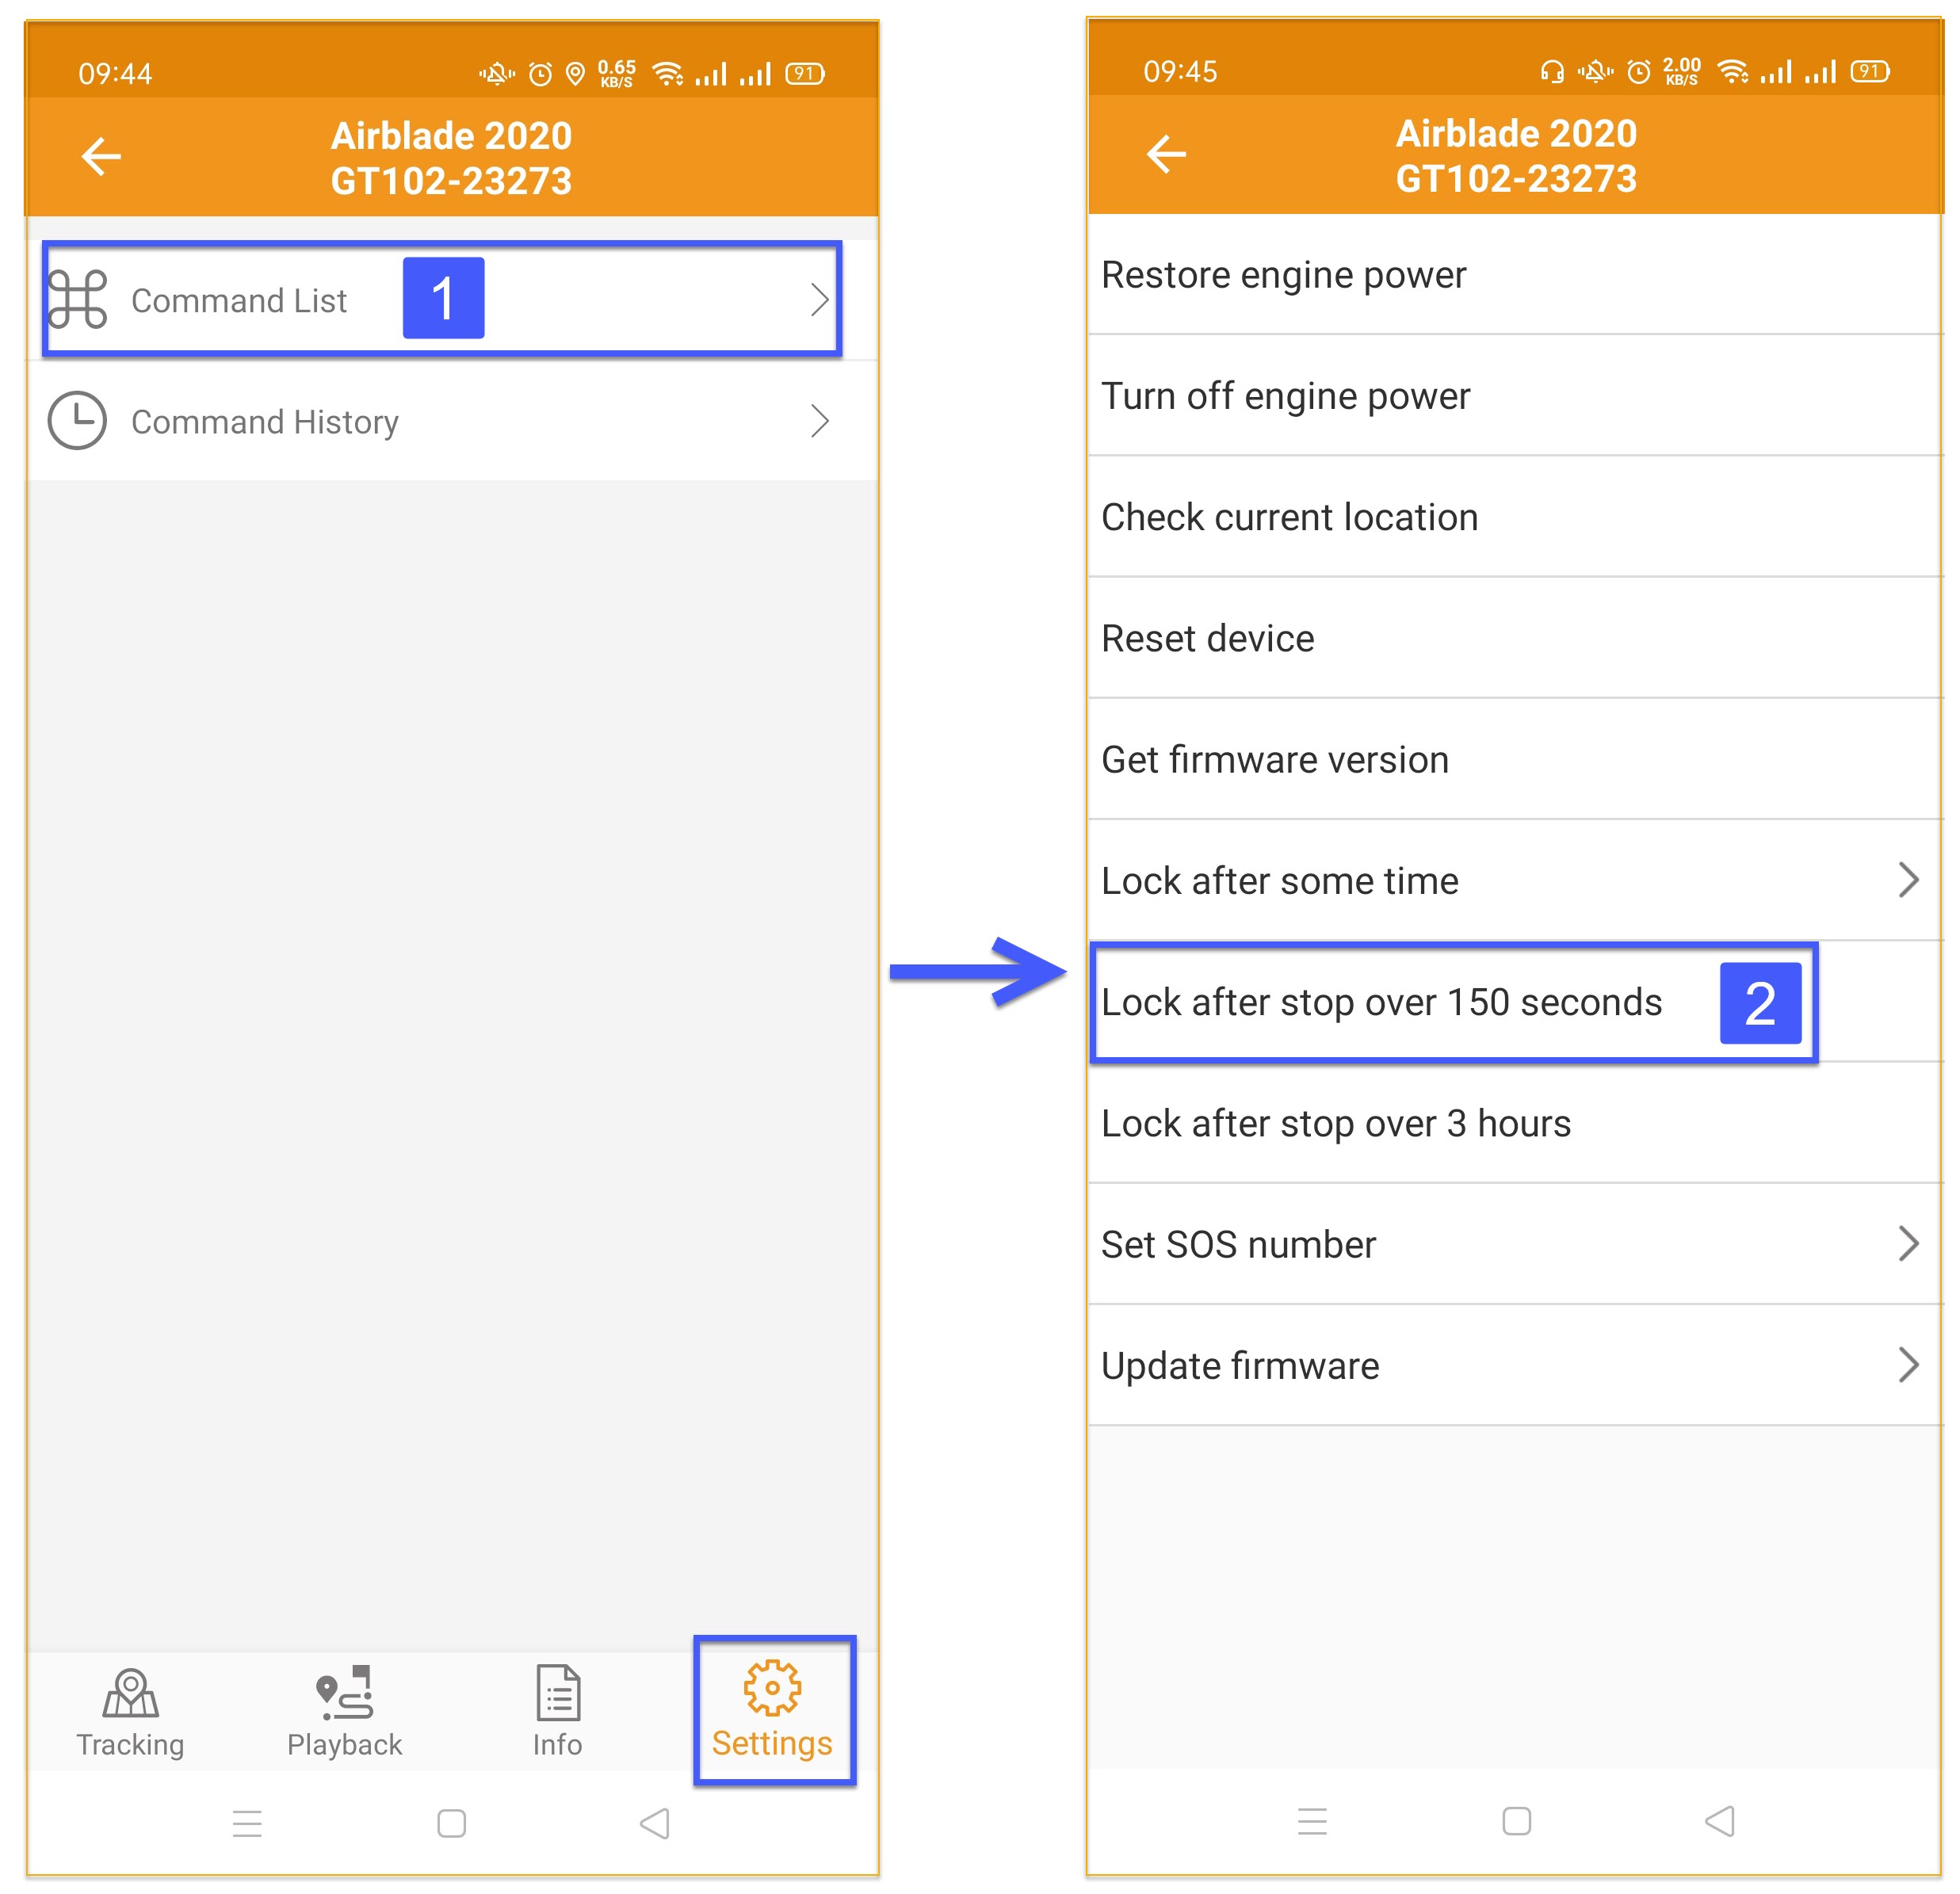 09:44
0.65
KB/S
91
Airblade 2020
GT102-23273
Command List
1
Command History
Tracking
Playback
Info
Settings
09:45
2.00
KB/S
91
Airblade 2020
GT102-23273
Restore engine power
Turn off engine power
Check current location
Reset device
Get firmware version
Lock after some time
Lock after stop over 150 seconds
2
Lock after stop over 3 hours
Set SOS number
Update firmware